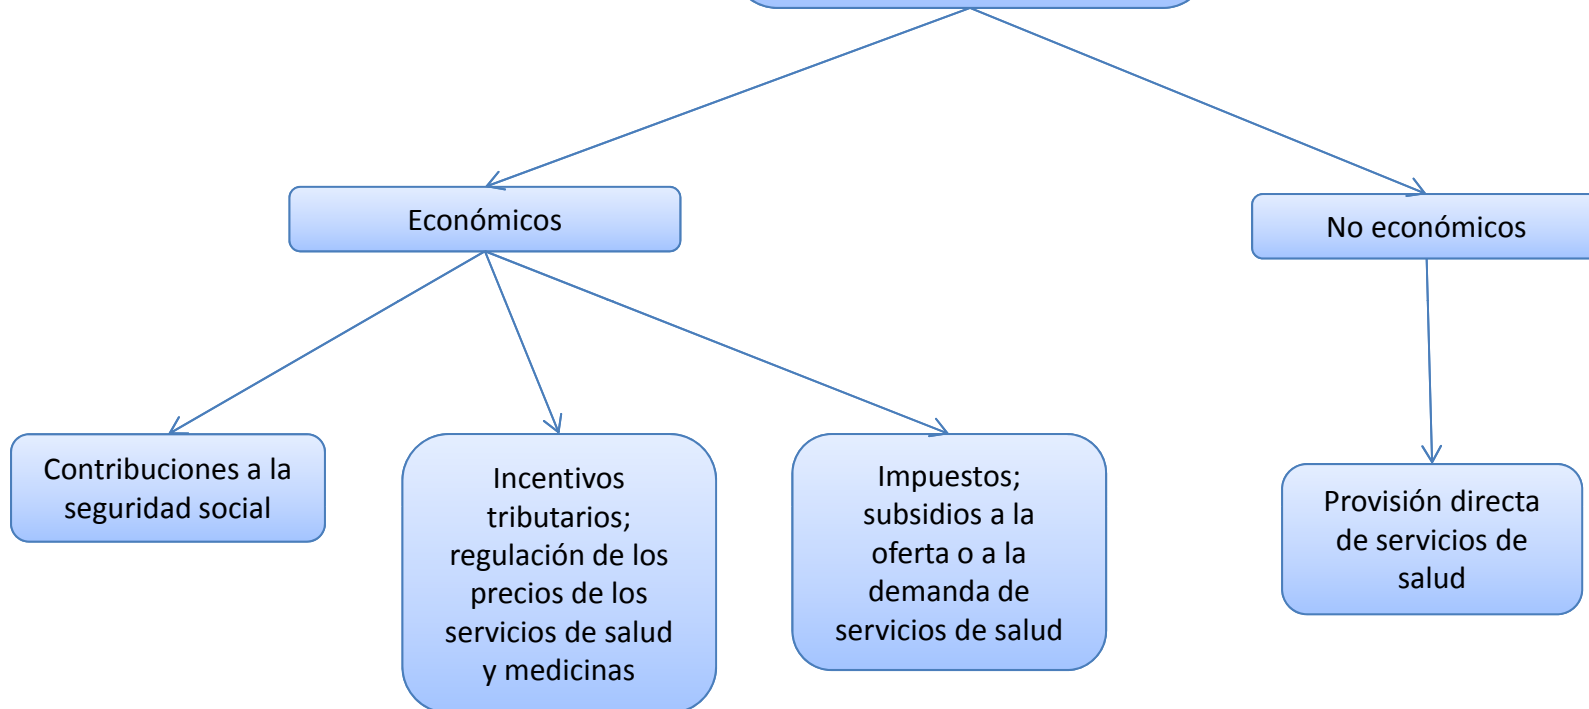 Económicos
No económicos
Contribuciones a la
seguridad social
Incentivos
tributarios;
regulación de los
precios de los
servicios de salud
y medicinas
Impuestos;
subsidios a la
oferta o a la
demanda de
servicios de salud
Provisión directa
de servicios de
salud